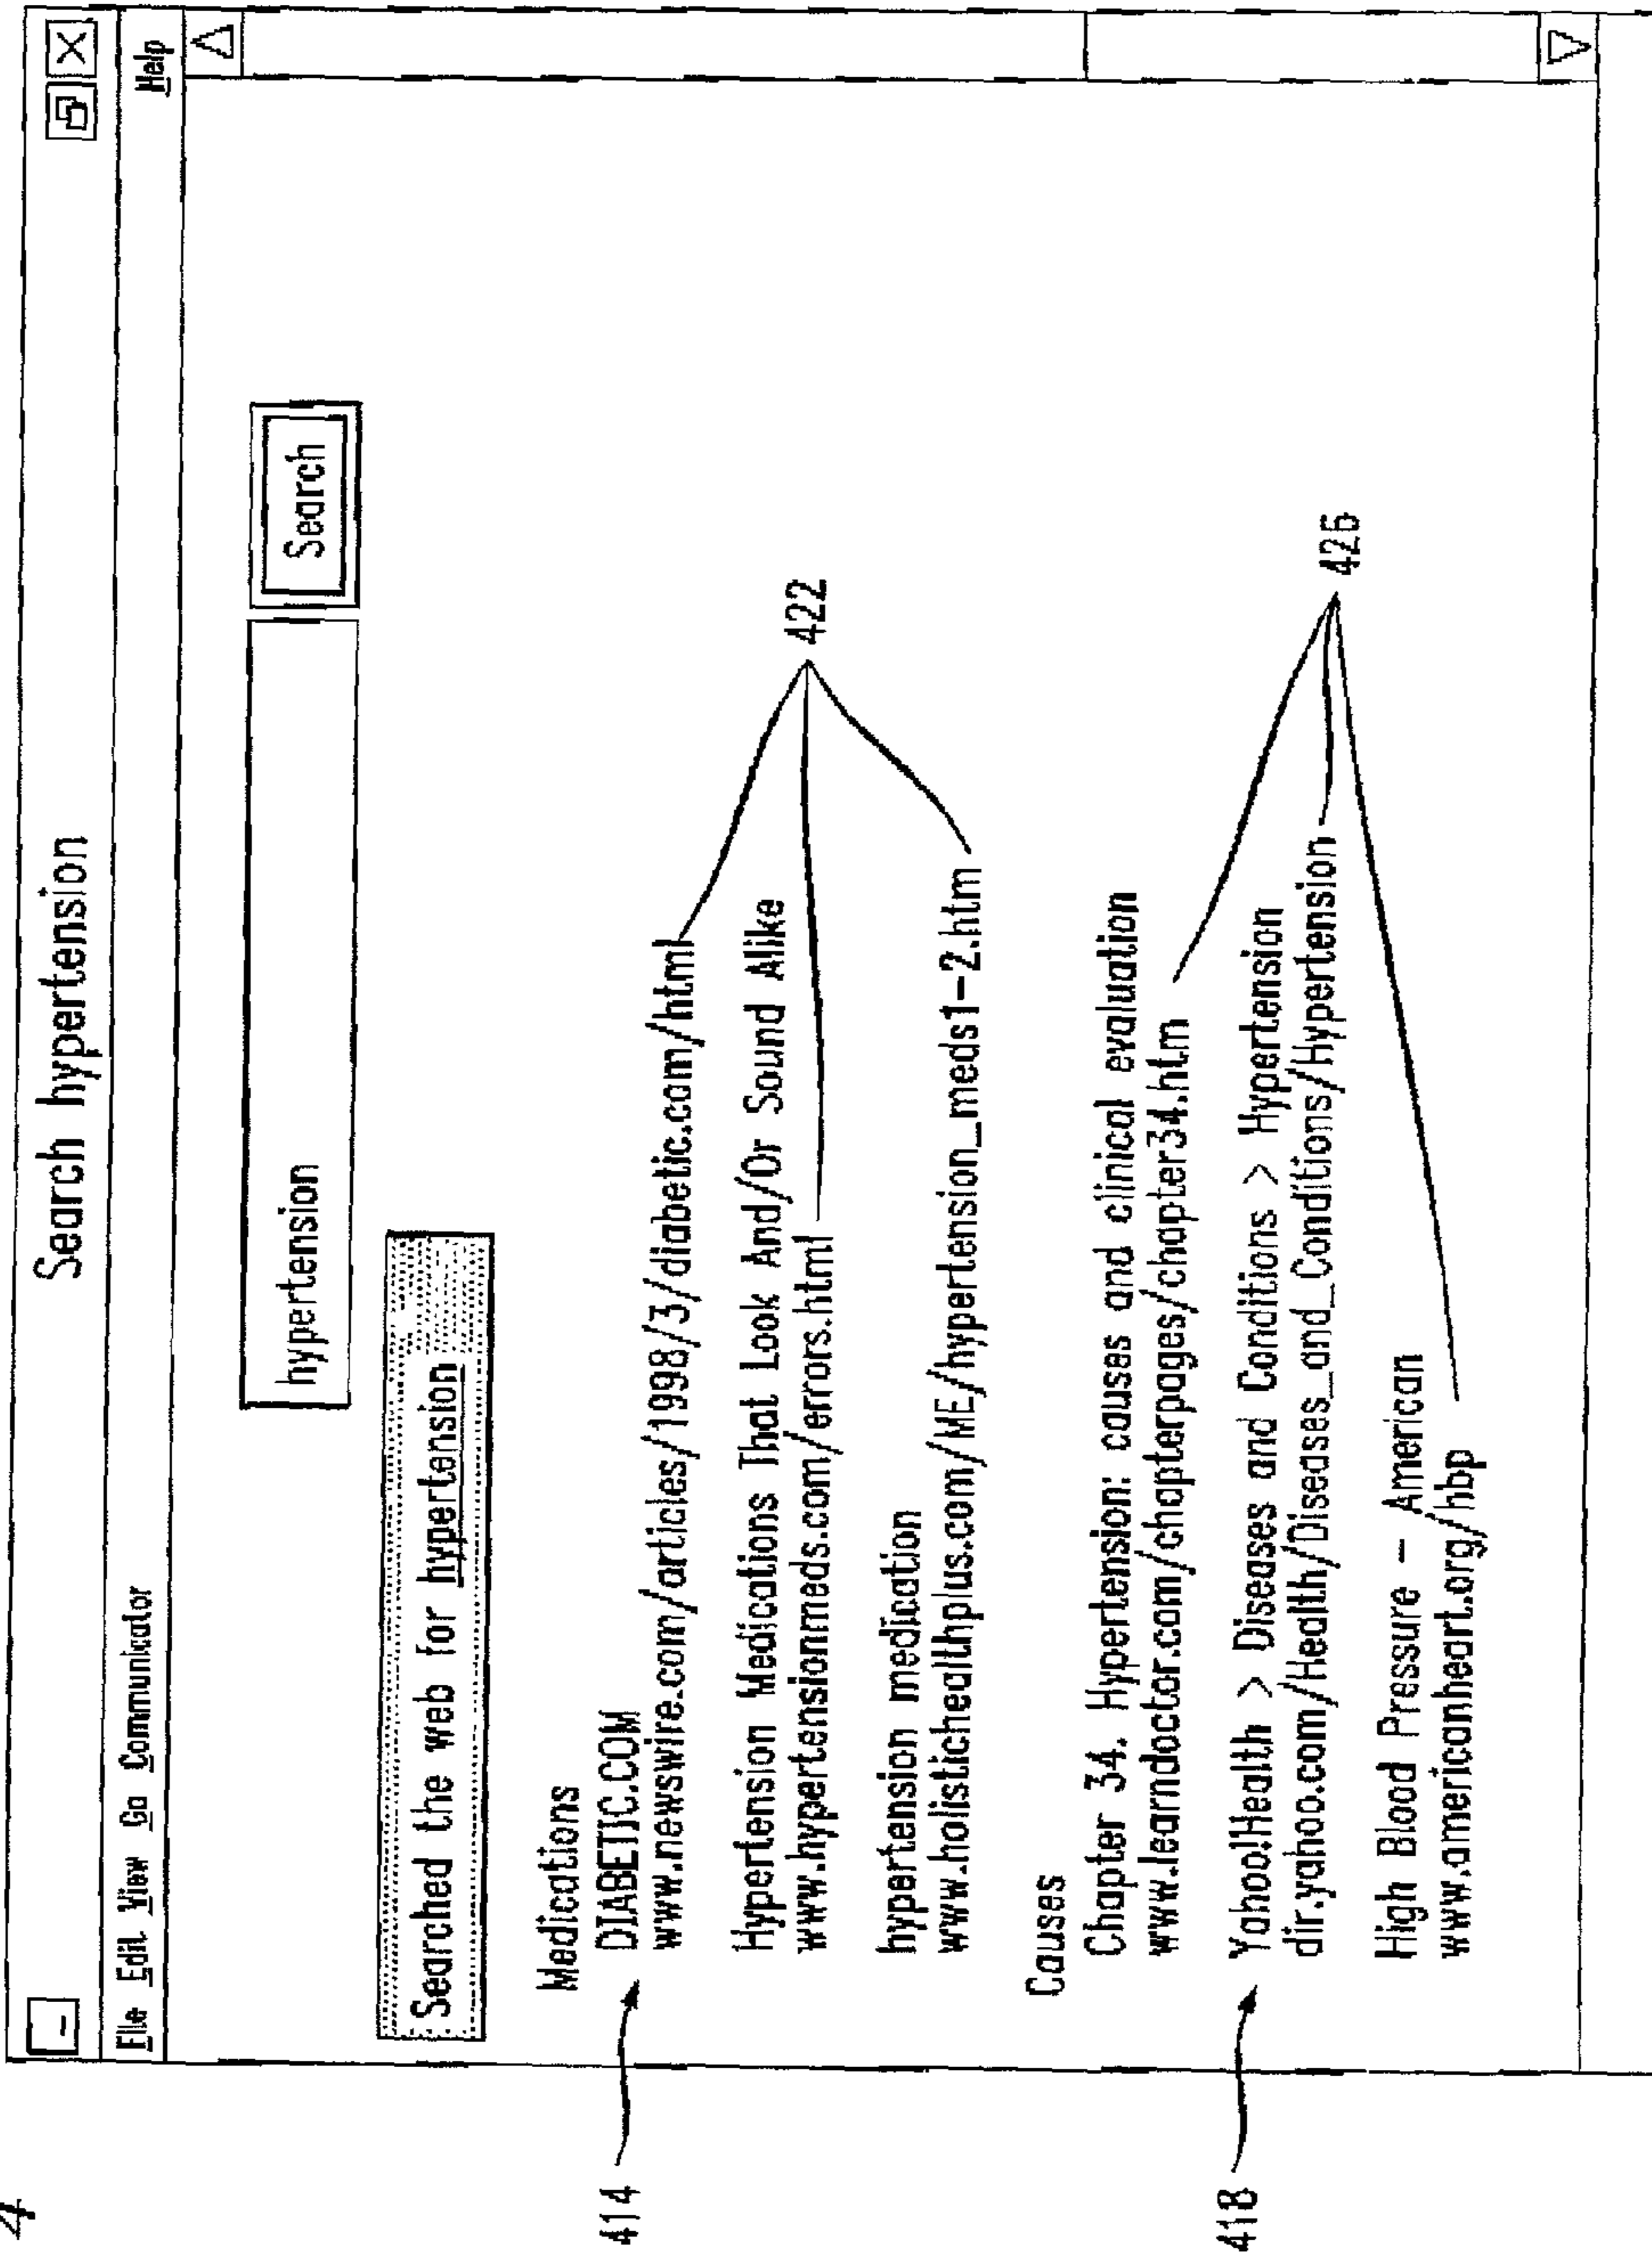 4
Search hypertension
File Edit View Go Communicator Help
hypertension Search
Searched the web for hypertension
Medications
414 DIABETIC.COM
www.newswire.com/articles/1998/3/diabetic.com/html
Hypertension Medications That Look And/Or Sound Alike
422
www.hypertensionmeds.com/errors.html
hypertension medication
www.holistichealthplus.com/ME/hypertension_meds1-2.htm
Causes
Chapter 34. Hypertension: causes and clinical evaluation
www.learndoctor.com/chapterpages/chapter34.htm
418 Yahoo!Health > Diseases and Conditions > Hypertension
dir.yahoo.com/Health/Diseases_and_Conditions/Hypertension
426
High Blood Pressure - American
www.americanheart.org/hbp